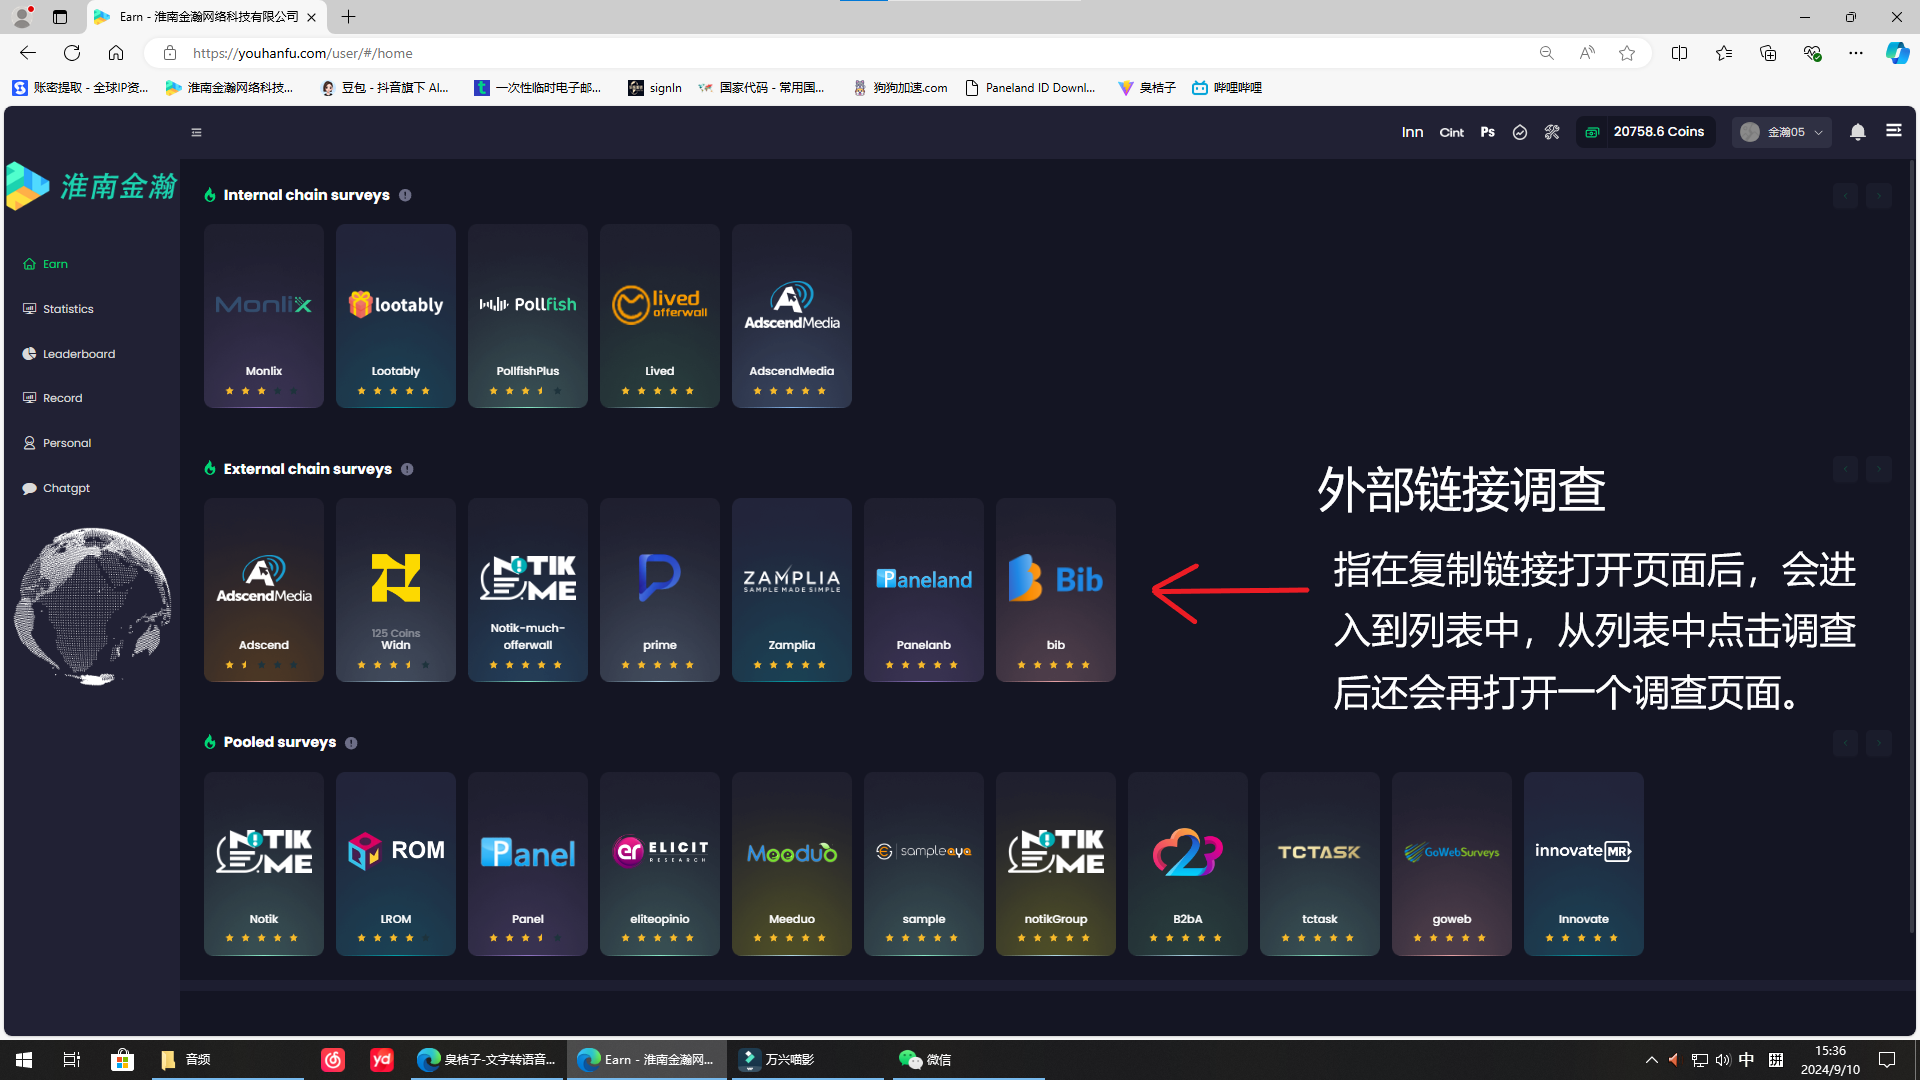 Earn - 淮南金瀚网络科技有限公司
https://youhanfu.com/user/#/home
账密提取 - 全球IP资...
淮南金瀚网络科技...
豆包 - 抖音旗下 AI...
一次性临时电子邮...
signIn
国家代码 - 常用国...
狗狗加速.com
Paneland ID Downl...
臭桔子
哔哩哔哩
Inn
Cint
Ps
20758.6 Coins
金瀚05
淮南金瀚
Earn
Statistics
Leaderboard
Record
Personal
Chatgpt
Internal chain surveys
Monlix
lootably
Pollfish
lived offerwall
AdscendMedia
Monlix
Lootably
PollfishPlus
Lived
AdscendMedia
External chain surveys
AdscendMedia
NOTIK ME
ZAMPLIA
SAMPLE MADE SIMPLE
Paneland
Bib
Adscend
125 Coins
Widn
Notik-much-
offerwall
prime
Zamplia
Panelanb
bib
外部链接调查
指在复制链接打开页面后，会进
入到列表中，从列表中点击调查
后还会再打开一个调查页面。
Pooled surveys
NOTIK ME
ROM
Panel
er ELICIT
RESEARCH
Meeduo
sampleaya
NOTIK ME
TCTASK
GoWebSurveys
innovateMR
Notik
LROM
Panel
eliteopinio
Meeduo
sample
notikGroup
B2bA
tctask
goweb
Innovate
音频
yd
臭桔子-文字转语音...
Earn - 淮南金瀚网...
万兴喵影
微信
中
拼
15:36
2024/9/10